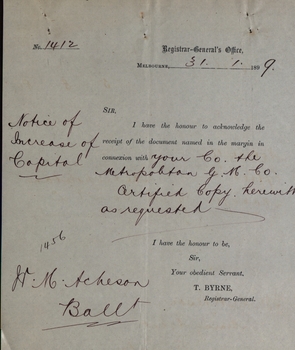 No. 1412
Registrar-General's Office,
MELBOURNE, 31. 1. 1889.
SIR,
Notice of
Increase of
Capital
I have the honour to acknowledge the
receipt of the document named in the margin in
connexion with your Co. the
Metropolitan G. M. Co.
Certified Copy herewith
as requested
1456
I have the honour to be,
Sir,
Your obedient Servant,
T. BYRNE,
Registrar-General.
M. Acheson
Ballt